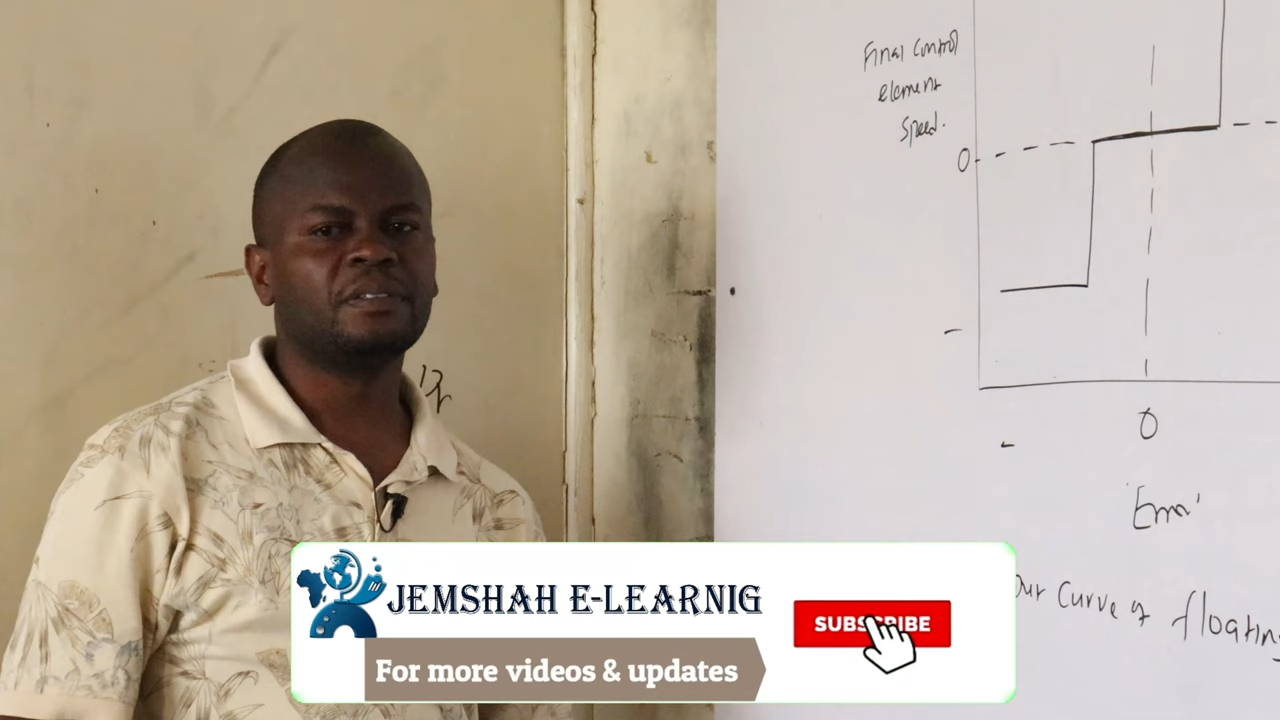 Final Control
element
Speed.
0
-
0
-
Error
Our Curve of floating
JEMSHAH E-LEARNIG
SUBSCRIBE
For more videos & updates